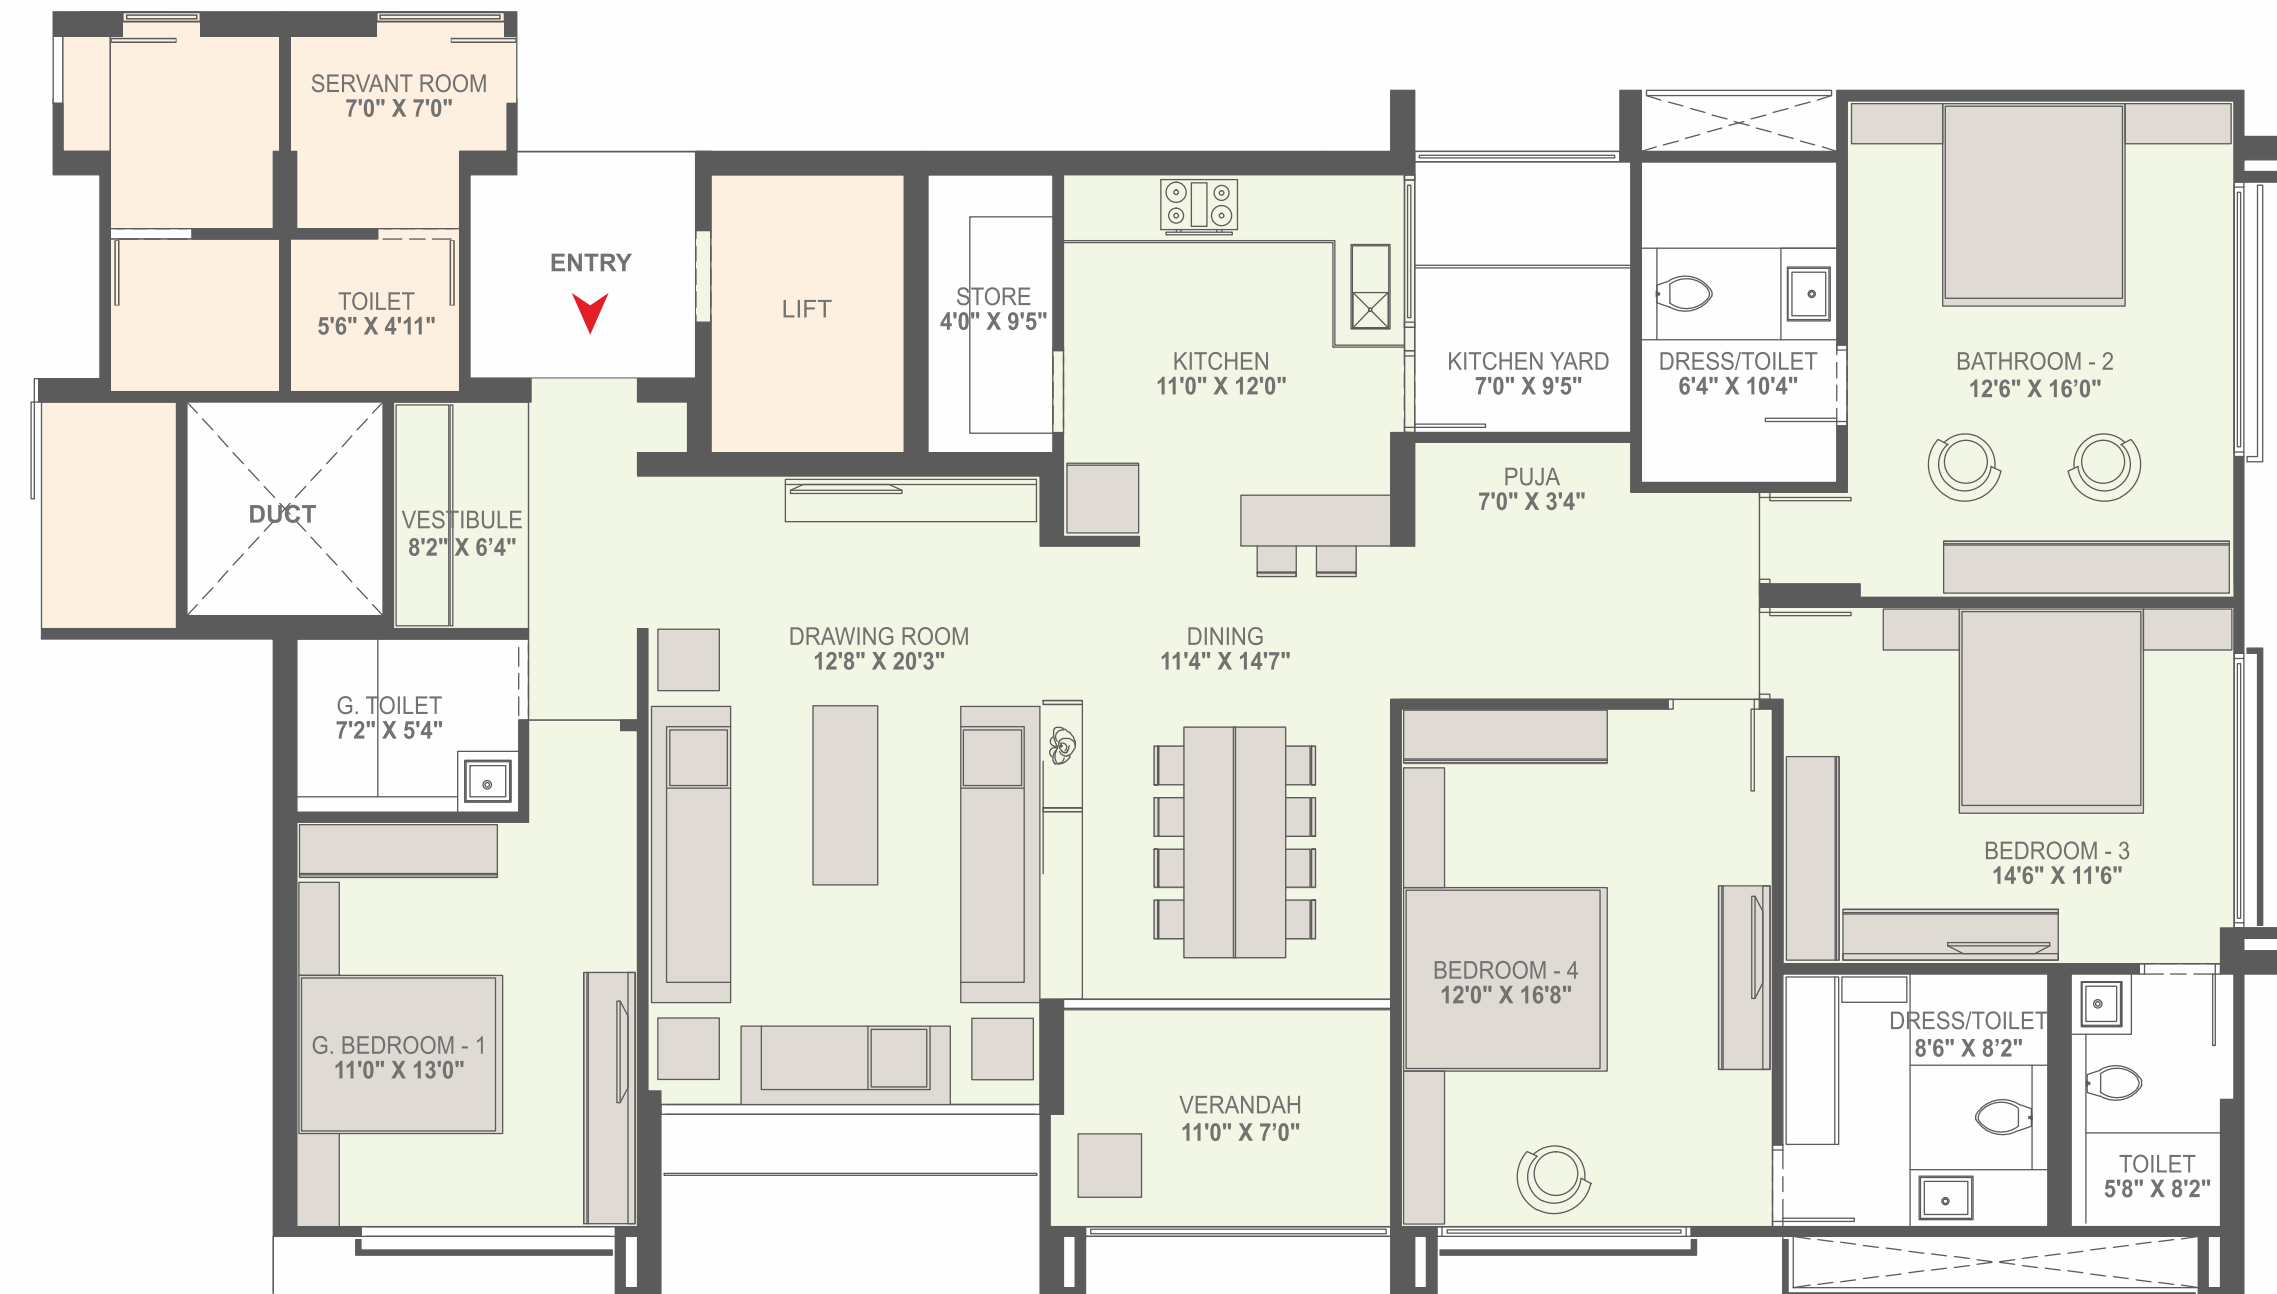 SERVANT ROOM
7'0" X 7'0"
ENTRY
TOILET
5'6" X 4'11"
LIFT
STORE
4'0" X 9'5"
KITCHEN
11'0" X 12'0"
KITCHEN YARD
7'0" X 9'5"
DRESS/TOILET
6'4" X 10'4"
BATHROOM - 2
12'6" X 16’0"
DUCT
VESTIBULE
8'2" X 6’4"
PUJA
7'0" X 3'4"
DRAWING ROOM
12'8" X 20'3"
DINING
11'4" X 14'7"
G. TOILET
7'2" X 5'4"
BEDROOM - 3
14'6" X 11'6"
BEDROOM - 4
12'0" X 16'8"
G. BEDROOM - 1
11'0" X 13'0"
DRESS/TOILET
8'6" X 8’2"
VERANDAH
11'0" X 7’0"
TOILET
5'8" X 8'2"